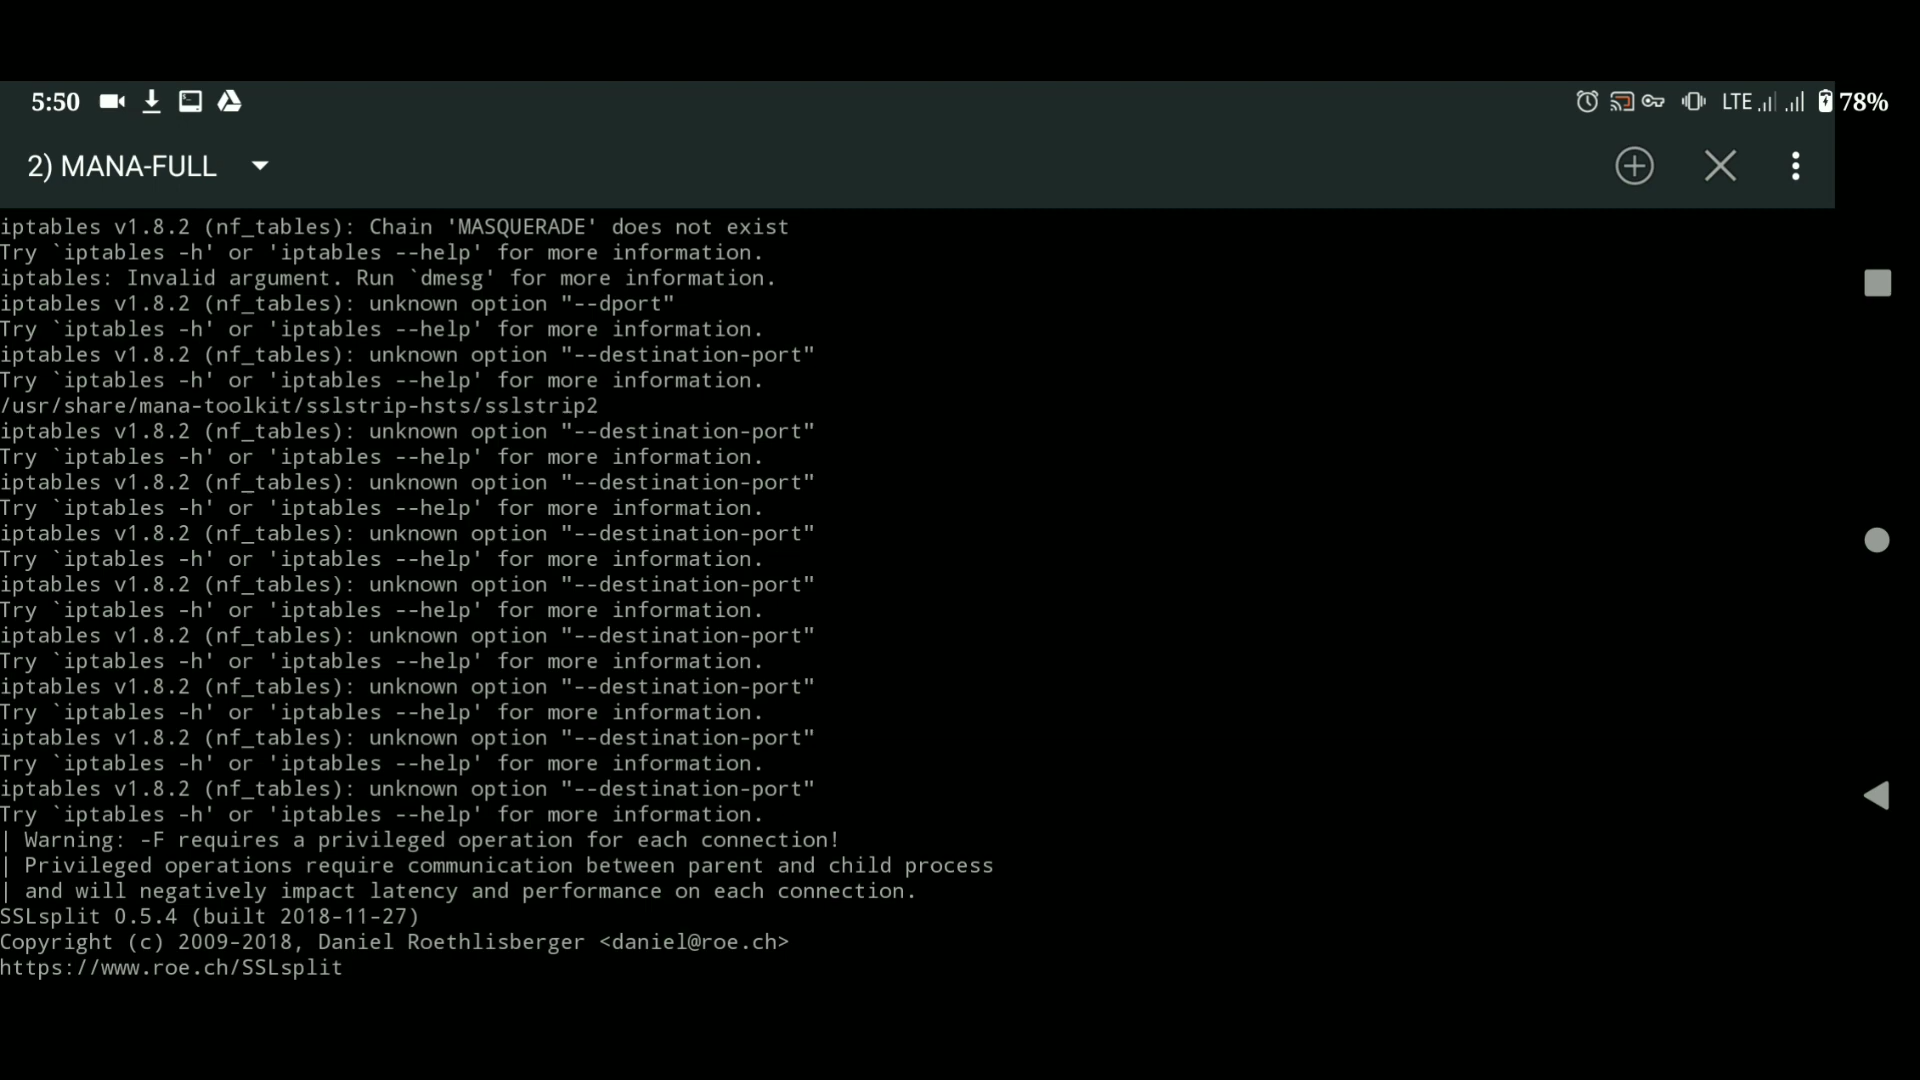 5:50 LTE 78%
2) MANA-FULL
iptables v1.8.2 (nf_tables): Chain 'MASQUERADE' does not exist
Try `iptables -h' or 'iptables --help' for more information.
iptables: Invalid argument. Run `dmesg' for more information.
iptables v1.8.2 (nf_tables): unknown option "--dport"
Try `iptables -h' or 'iptables --help' for more information.
iptables v1.8.2 (nf_tables): unknown option "--destination-port"
Try `iptables -h' or 'iptables --help' for more information.
/usr/share/mana-toolkit/sslstrip-hsts/sslstrip2
iptables v1.8.2 (nf_tables): unknown option "--destination-port"
Try `iptables -h' or 'iptables --help' for more information.
iptables v1.8.2 (nf_tables): unknown option "--destination-port"
Try `iptables -h' or 'iptables --help' for more information.
iptables v1.8.2 (nf_tables): unknown option "--destination-port"
Try `iptables -h' or 'iptables --help' for more information.
iptables v1.8.2 (nf_tables): unknown option "--destination-port"
Try `iptables -h' or 'iptables --help' for more information.
iptables v1.8.2 (nf_tables): unknown option "--destination-port"
Try `iptables -h' or 'iptables --help' for more information.
iptables v1.8.2 (nf_tables): unknown option "--destination-port"
Try `iptables -h' or 'iptables --help' for more information.
iptables v1.8.2 (nf_tables): unknown option "--destination-port"
Try `iptables -h' or 'iptables --help' for more information.
iptables v1.8.2 (nf_tables): unknown option "--destination-port"
Try `iptables -h' or 'iptables --help' for more information.
| Warning: -F requires a privileged operation for each connection!
| Privileged operations require communication between parent and child process
| and will negatively impact latency and performance on each connection.
SSLsplit 0.5.4 (built 2018-11-27)
Copyright (c) 2009-2018, Daniel Roethlisberger <daniel@roe.ch>
https://www.roe.ch/SSLsplit